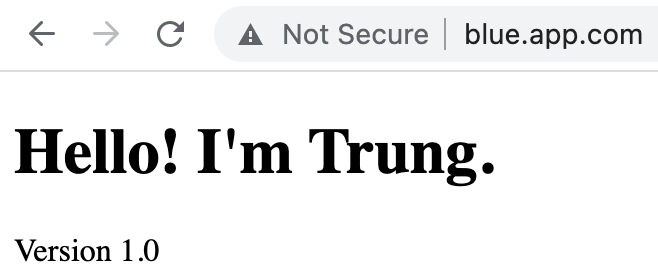 Not Secure | blue.app.com
Hello! I'm Trung.
Version 1.0